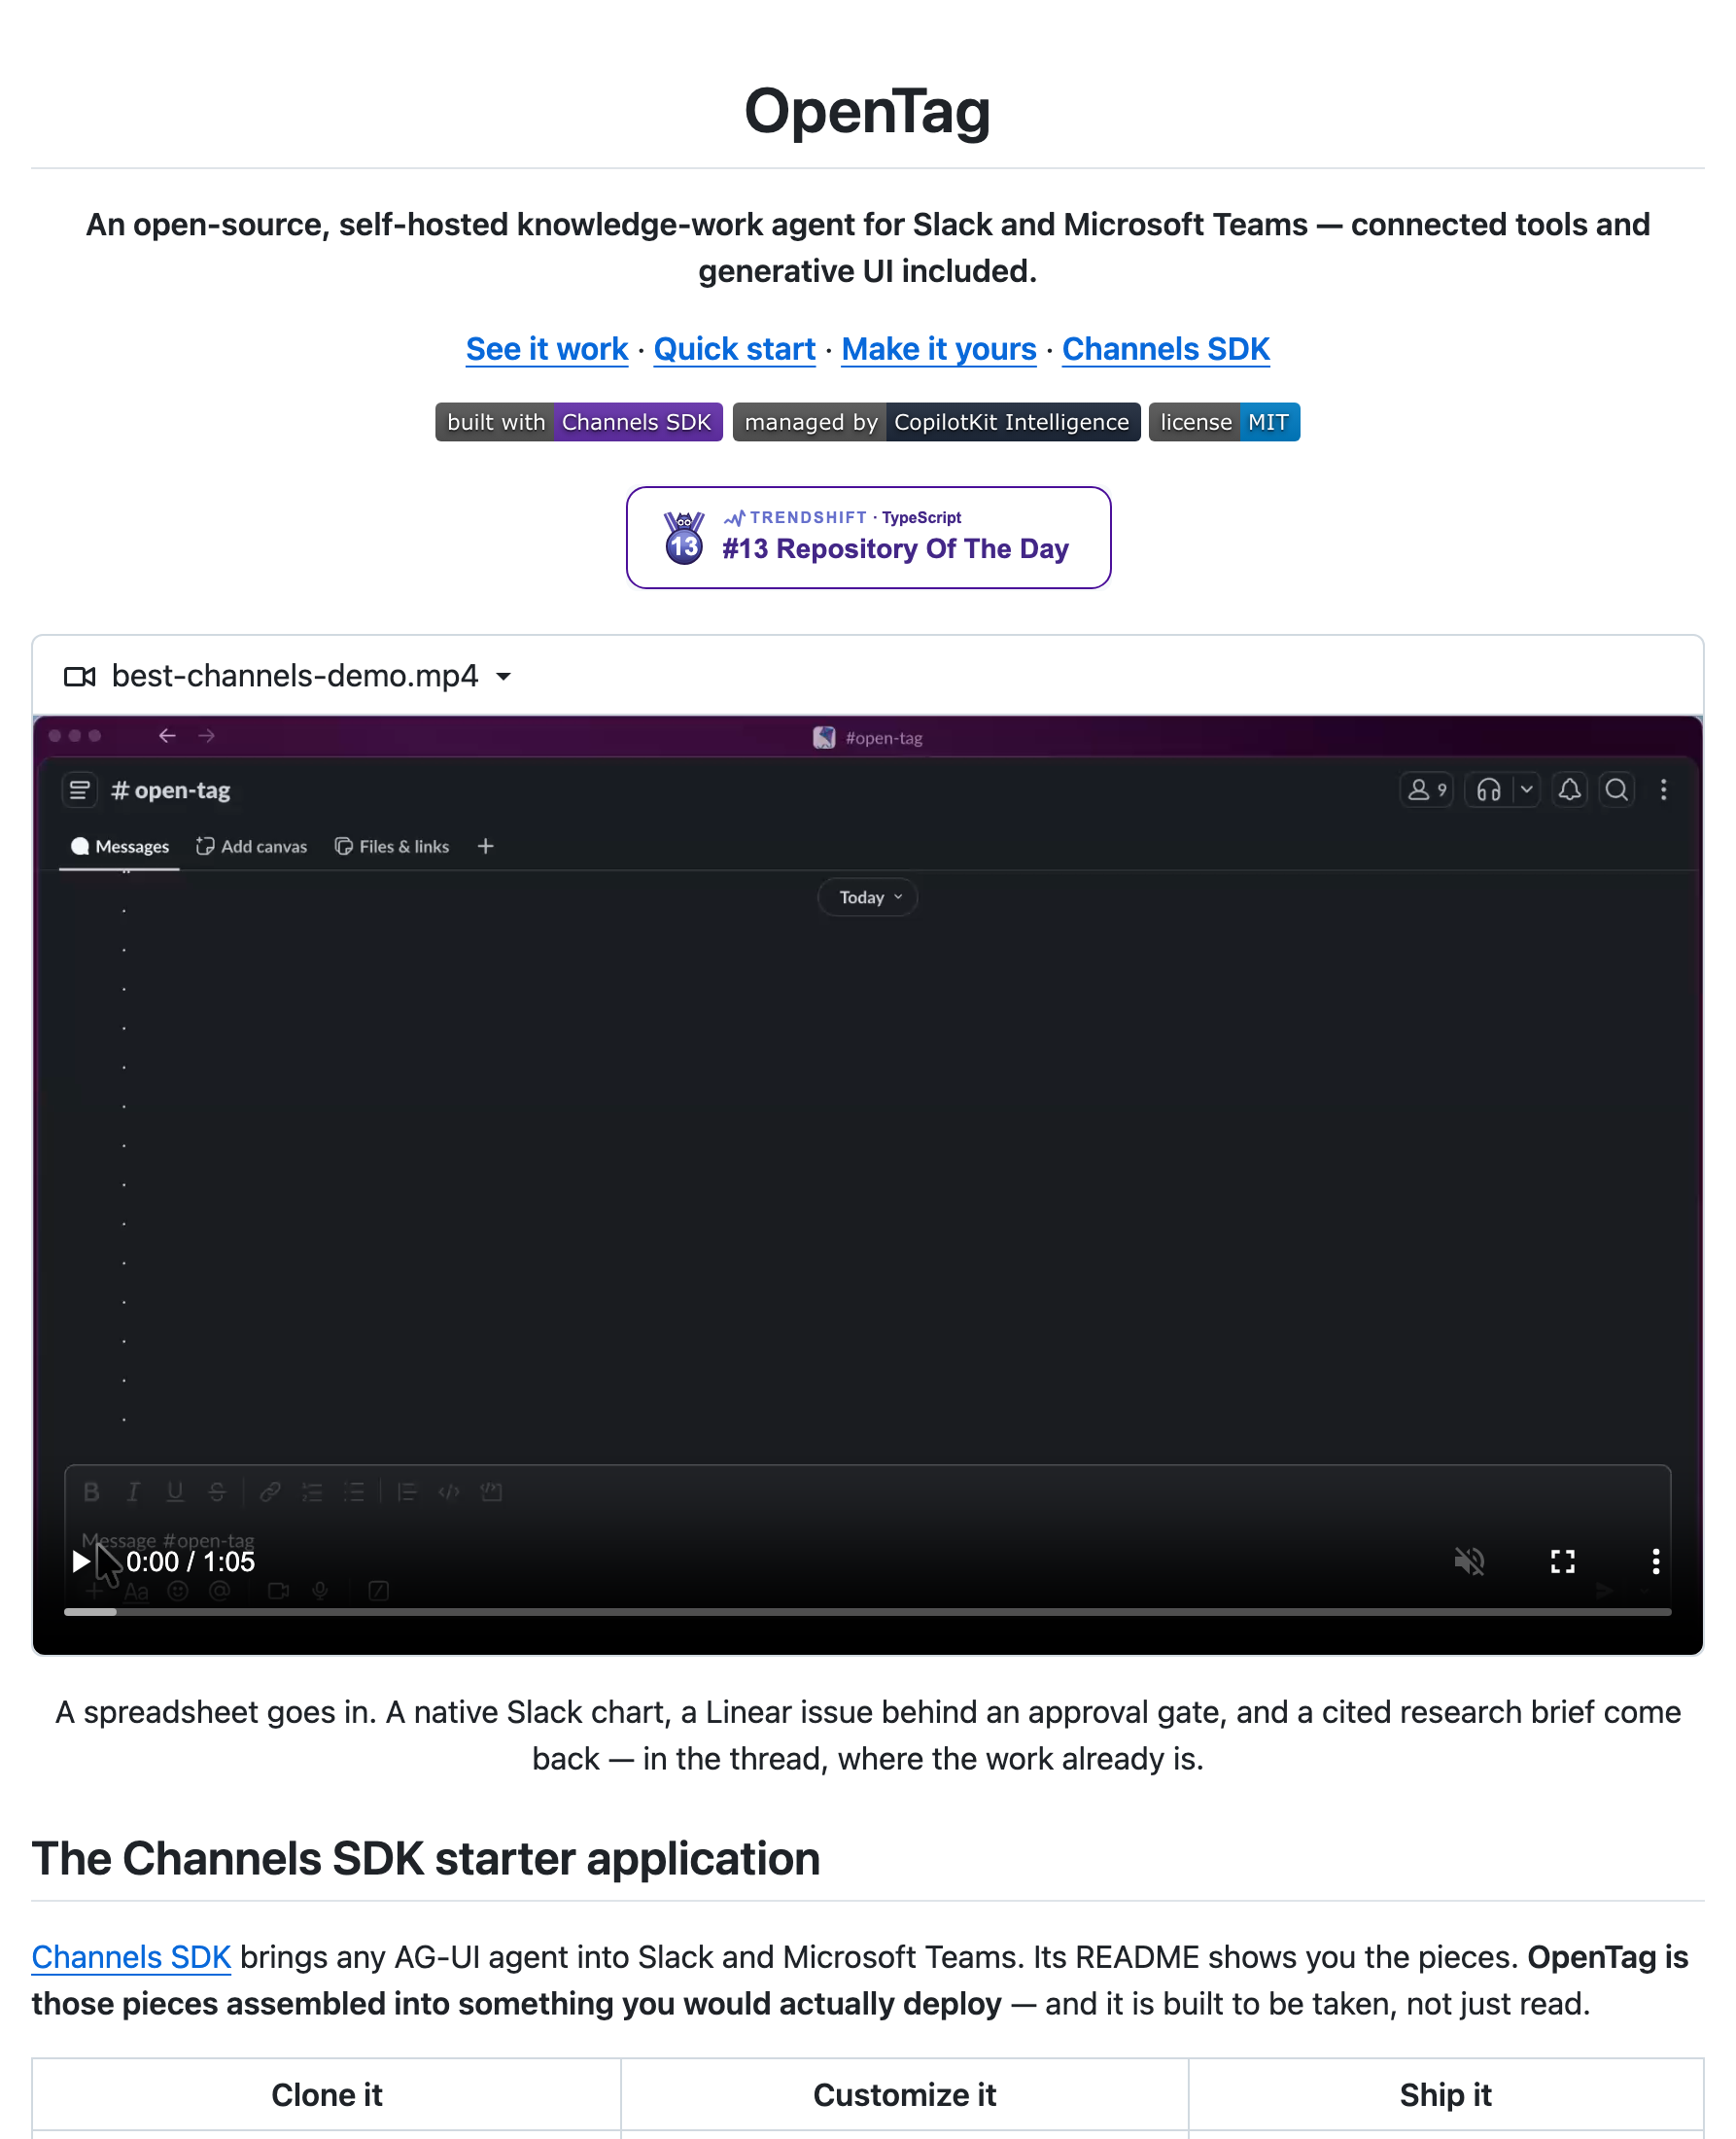 OpenTag
An open-source, self-hosted knowledge-work agent for Slack and Microsoft Teams — connected tools and
generative UI included.
See it work · Quick start · Make it yours · Channels SDK
built with Channels SDK managed by CopilotKit Intelligence license MIT
TRENDSHIFT · TypeScript
13 #13 Repository Of The Day
best-channels-demo.mp4
#open-tag
# open-tag
9
Messages Add canvas Files & links +
Today
B I U S
Message #open-tag
0:00 / 1:05
+ Aa @
A spreadsheet goes in. A native Slack chart, a Linear issue behind an approval gate, and a cited research brief come
back — in the thread, where the work already is.
The Channels SDK starter application
Channels SDK brings any AG-UI agent into Slack and Microsoft Teams. Its README shows you the pieces. OpenTag is
those pieces assembled into something you would actually deploy — and it is built to be taken, not just read.
Clone it Customize it Ship it